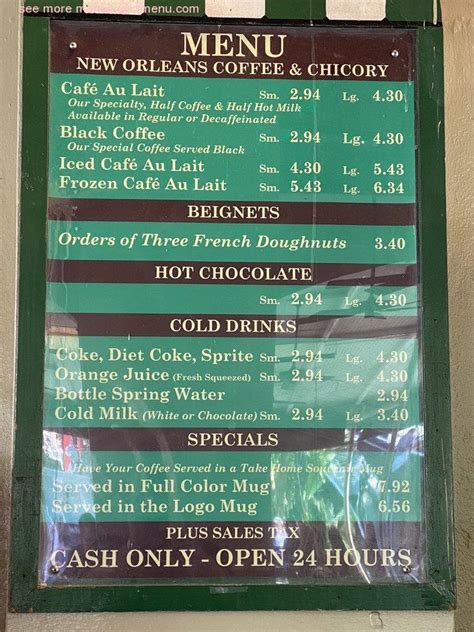 see more m menu.com
MENU
NEW ORLEANS COFFEE & CHICORY
Café Au Lait Sm. 2.94 Lg. 4.30
Our Specialty, Half Coffee & Half Hot Milk
Available in Regular or Decaffeinated
Black Coffee Sm. 2.94 Lg. 4.30
Our Special Coffee Served Black
Iced Café Au Lait Sm. 4.30 Lg. 5.43
Frozen Café Au Lait Sm. 5.43 Lg. 6.34
BEIGNETS
Orders of Three French Doughnuts 3.40
HOT CHOCOLATE
Sm. 2.94 Lg. 4.30
COLD DRINKS
Coke, Diet Coke, Sprite Sm. 2.94 Lg. 4.30
Orange Juice (Fresh Squeezed) Sm. 2.94 Lg. 4.30
Bottle Spring Water 2.94
Cold Milk (White or Chocolate) Sm. 2.94 Lg. 3.40
SPECIALS
Have Your Coffee Served in a Take Home Souvenir Mug
Served in Full Color Mug 7.92
Served in the Logo Mug 6.56
PLUS SALES TAX
CASH ONLY - OPEN 24 HOURS